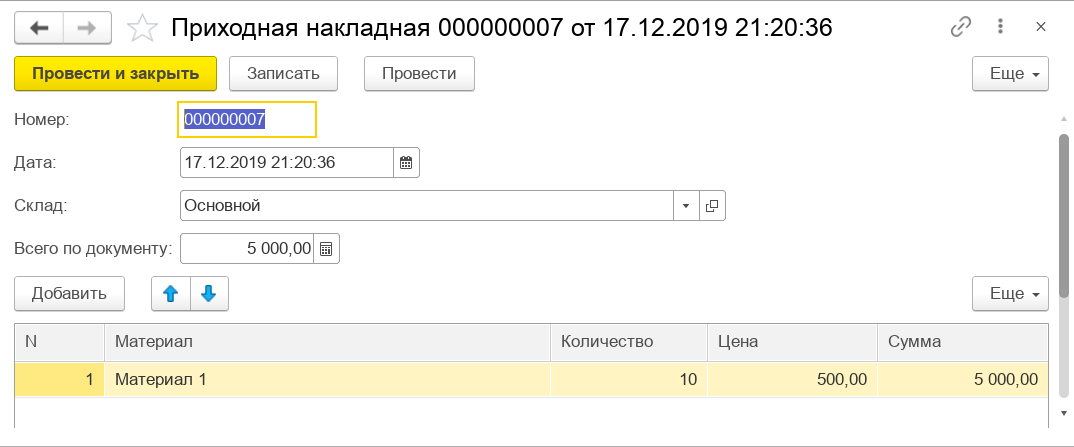 Приходная накладная 000000007 от 17.12.2019 21:20:36
Провести и закрыть Записать Провести Еще
Номер: 000000007
Дата: 17.12.2019 21:20:36
Склад: Основной
Всего по документу: 5 000,00
Добавить Еще
N Материал Количество Цена Сумма
1 Материал 1 10 500,00 5 000,00